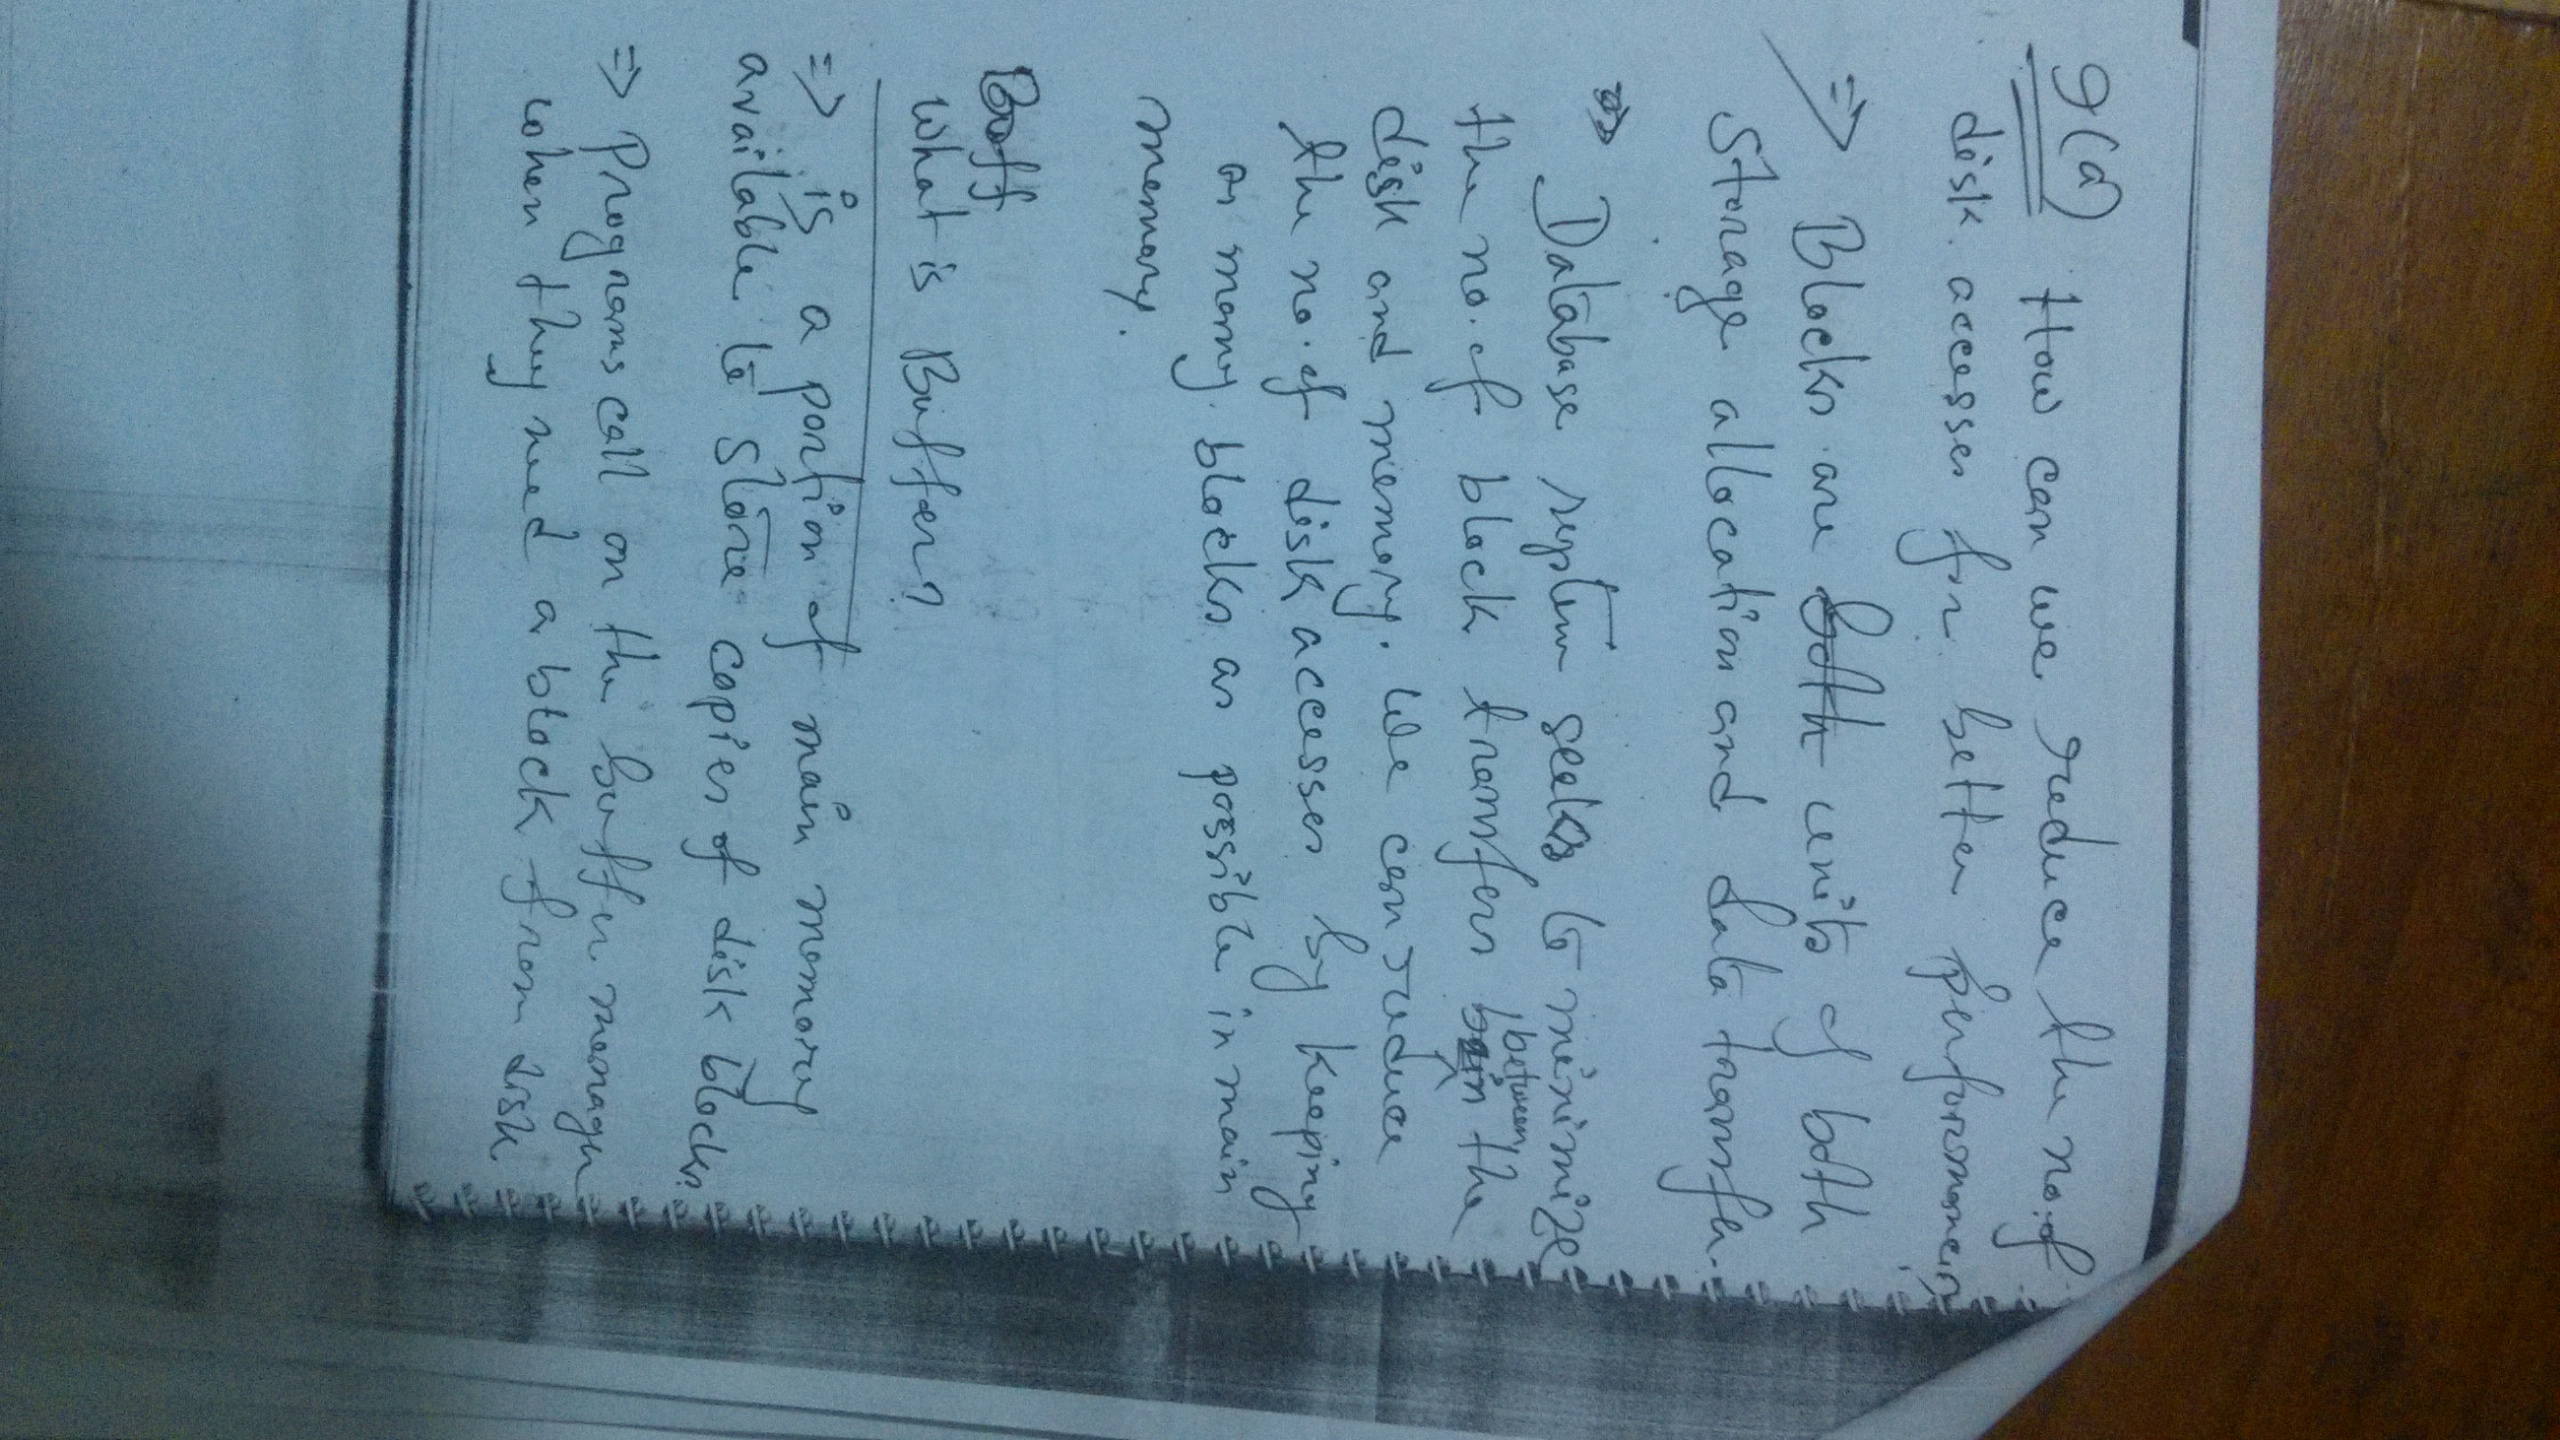 9(a) How can we reduce the no. of
disk accesses for better performance?
⇒ Blocks are both units of both
storage allocation and data transfer.
⇒ Database system seeks to minimize
the no. of block transfers between the
disk and memory. We can reduce
the no. of disk accesses by keeping
as many blocks as possible in main
memory.
Buff
What is Buffer?
⇒ is a portion of main memory
available to store copies of disk blocks.
⇒ Programs call on the buffer manager
when they need a block from disk